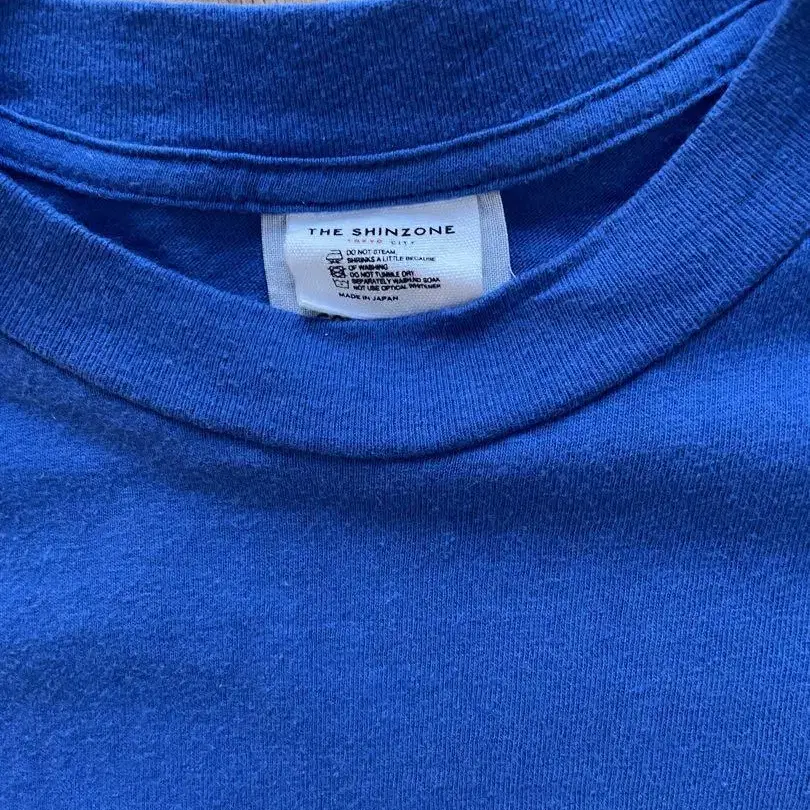 THE SHINZONE
TOKYO CITY
DO NOT STEAM.
SHRINKS A LITTLE BECAUSE
OF WASHING
DO NOT TUMBLE DRY
SEPARATELY WASH NO SOAK
NOT USE OPTICAL WHITENER
MADE IN JAPAN